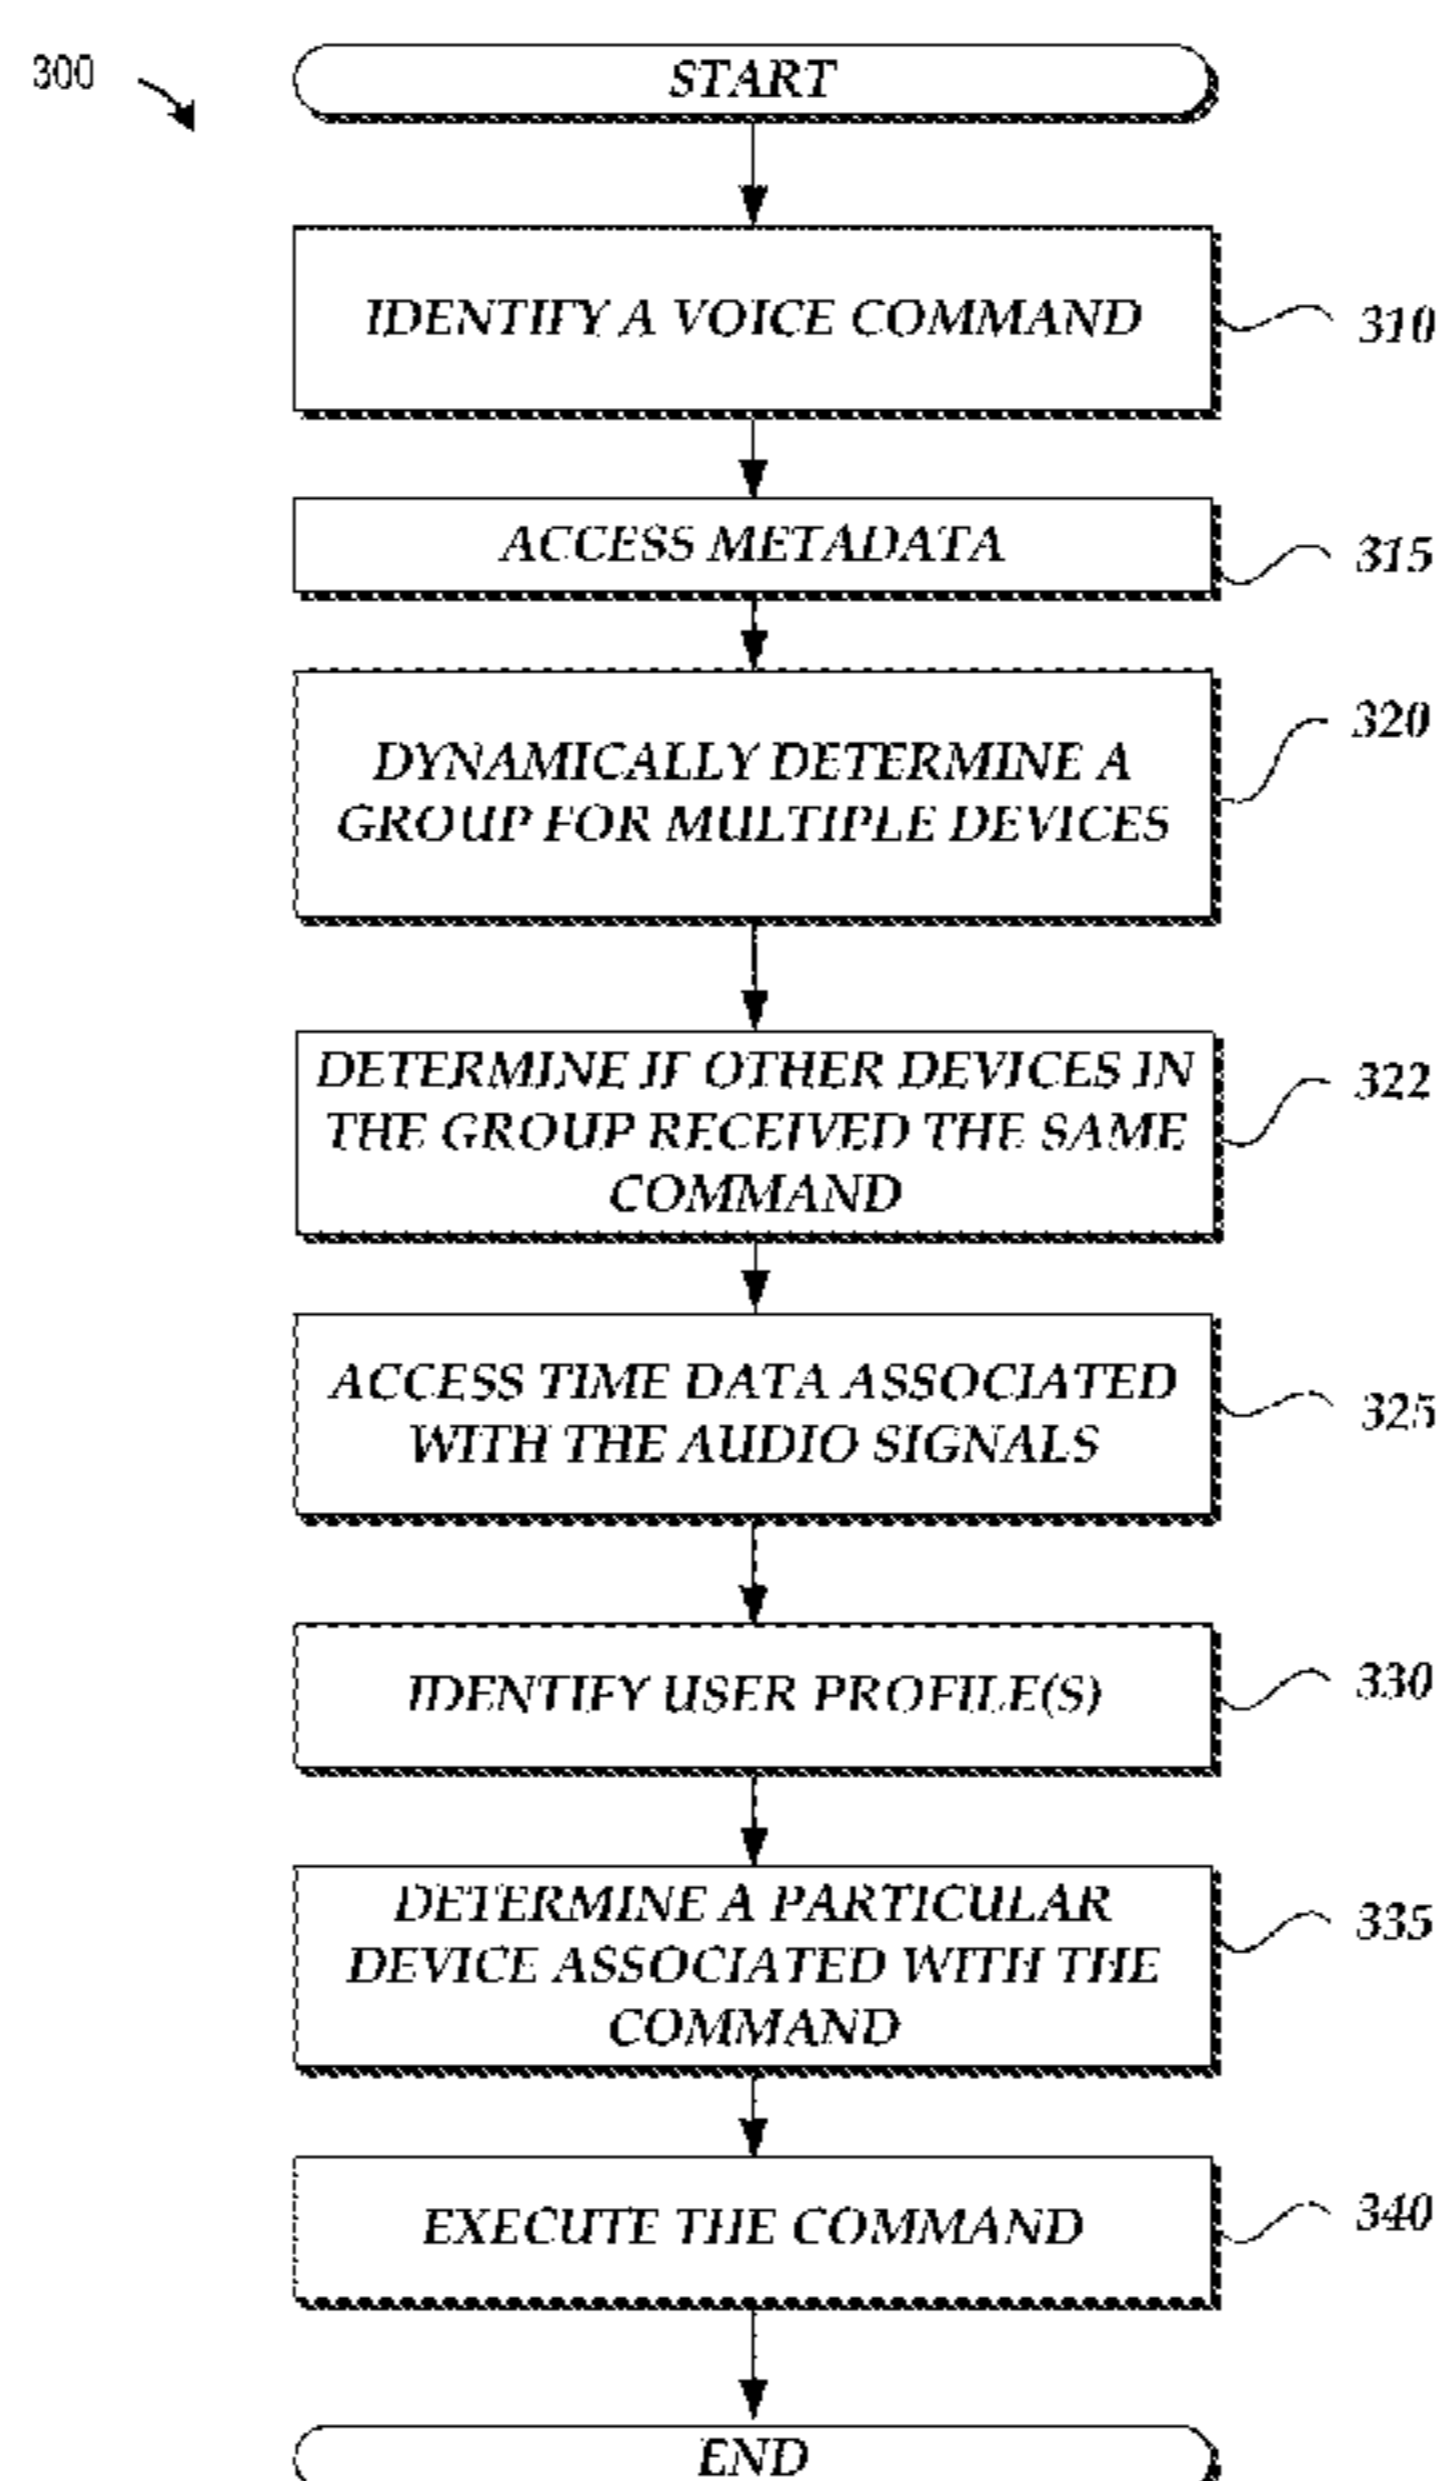 300
START
IDENTIFY A VOICE COMMAND
310
ACCESS METADATA
315
DYNAMICALLY DETERMINE A
GROUP FOR MULTIPLE DEVICES
320
DETERMINE IF OTHER DEVICES IN
THE GROUP RECEIVED THE SAME
COMMAND
322
ACCESS TIME DATA ASSOCIATED
WITH THE AUDIO SIGNALS
325
IDENTIFY USER PROFILE(S)
330
DETERMINE A PARTICULAR
DEVICE ASSOCIATED WITH THE
COMMAND
335
EXECUTE THE COMMAND
340
END